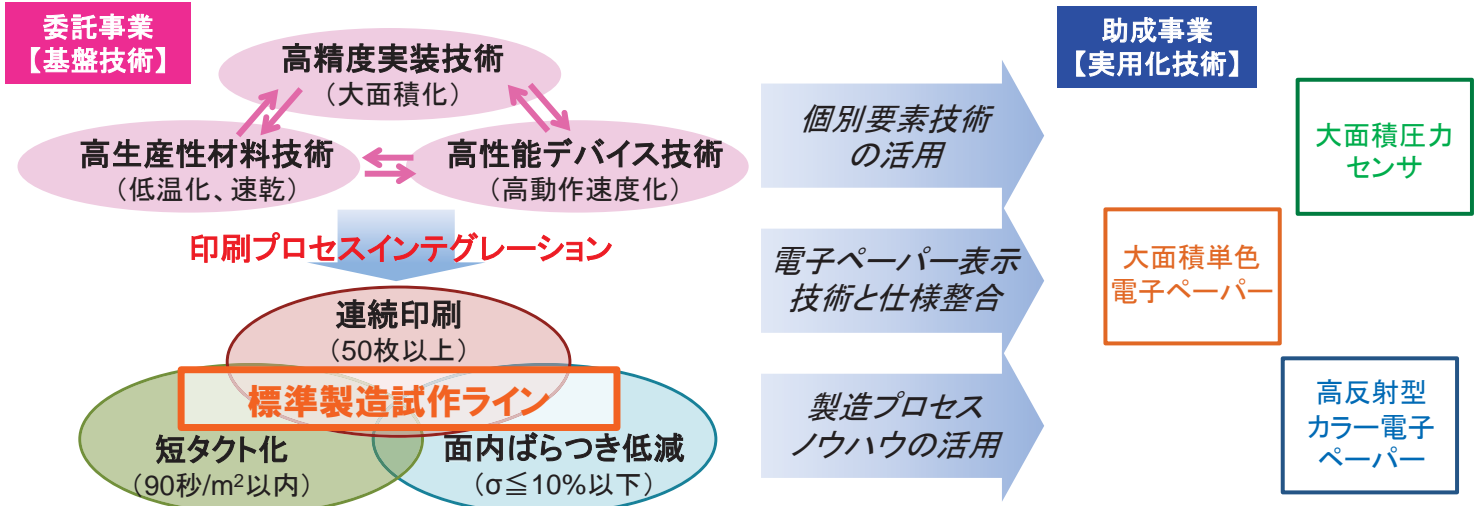 委託事業
【基盤技術】
高精度実装技術
（大面積化）
高生産性材料技術
（低温化、速乾）
高性能デバイス技術
（高動作速度化）
印刷プロセスインテグレーション
連続印刷
（50枚以上）
標準製造試作ライン
短タクト化
（90秒/m²以内）
面内ばらつき低減
（σ≦10%以下）
個別要素技術
の活用
電子ペーパー表示
技術と仕様整合
製造プロセス
ノウハウの活用
助成事業
【実用化技術】
大面積圧力
センサ
大面積単色
電子ペーパー
高反射型
カラー電子
ペーパー